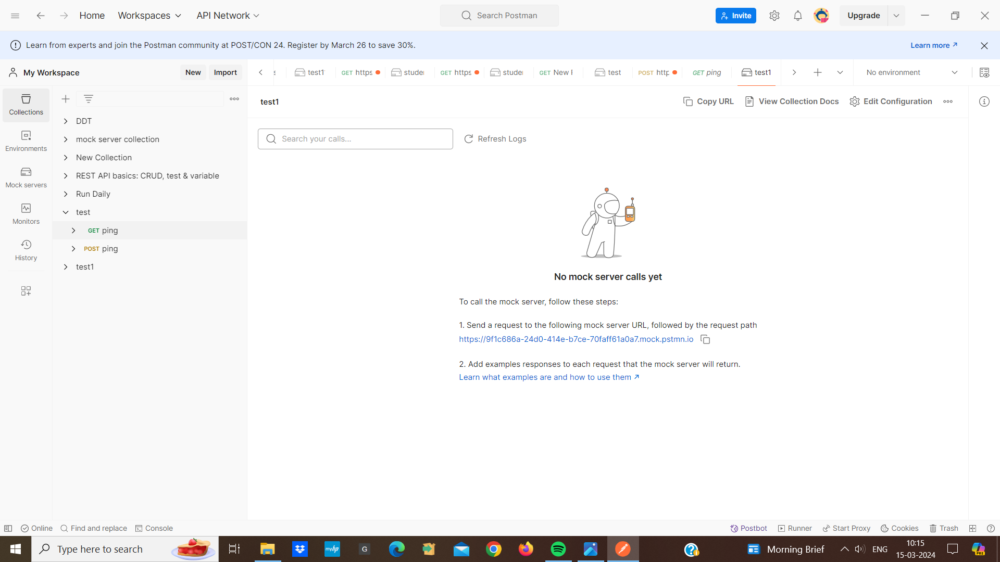 Home Workspaces API Network Search Postman Invite Upgrade
Learn from experts and join the Postman community at POST/CON 24. Register by March 26 to save 30%. Learn more
My Workspace New Import test1 GET https studer GET https studer GET New test POST http GET ping test1 No environment
Collections
Environments
Mock servers
Monitors
History
DDT
mock server collection
New Collection
REST API basics: CRUD, test & variable
Run Daily
test
GET ping
POST ping
test1
test1 Copy URL View Collection Docs Edit Configuration
Search your calls... Refresh Logs
No mock server calls yet
To call the mock server, follow these steps:
1. Send a request to the following mock server URL, followed by the request path
https://9f1c686a-24d0-414e-b7ce-70faff61a0a7.mock.pstmn.io
2. Add examples responses to each request that the mock server will return.
Learn what examples are and how to use them
Online Find and replace Console Postbot Runner Start Proxy Cookies Trash
Type here to search myhp G Morning Brief ENG 10:15
15-03-2024
PRE